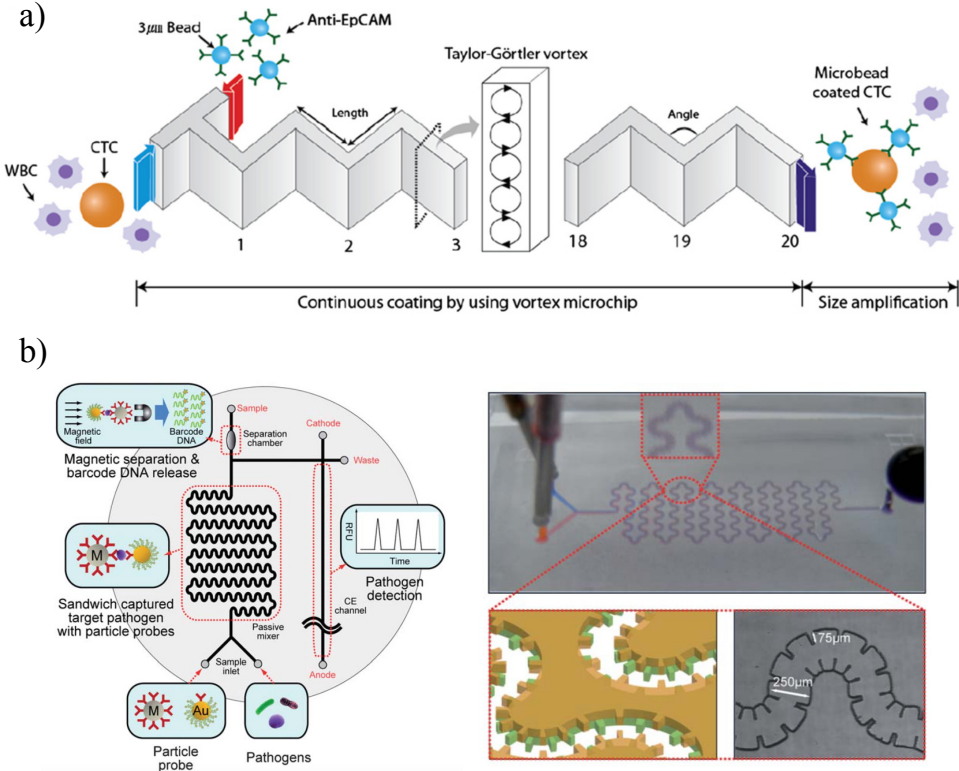 a)
3㎛ Bead
Anti-EpCAM
Taylor-Görtler vortex
Microbead
coated CTC
Length
Angle
CTC
WBC
1
2
3
18
19
20
Continuous coating by using vortex microchip
Size amplification
b)
Magnetic
field
Barcode
DNA
Magnetic separation &
barcode DNA release
Sample
Separation
chamber
Cathode
Waste
M
Sandwich captured
target pathogen
with particle probes
RFU
Time
Pathogen
detection
CE
channel
Passive
mixer
Sample
inlet
Anode
M
Au
Particle
probe
Pathogens
75μm
250μm